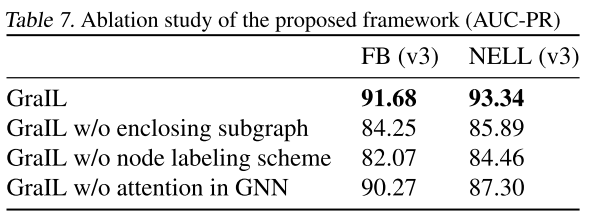 Table 7. Ablation study of the proposed framework (AUC-PR)
FB (v3) NELL (v3)
GraIL 91.68 93.34
GraIL w/o enclosing subgraph 84.25 85.89
GraIL w/o node labeling scheme 82.07 84.46
GraIL w/o attention in GNN 90.27 87.30